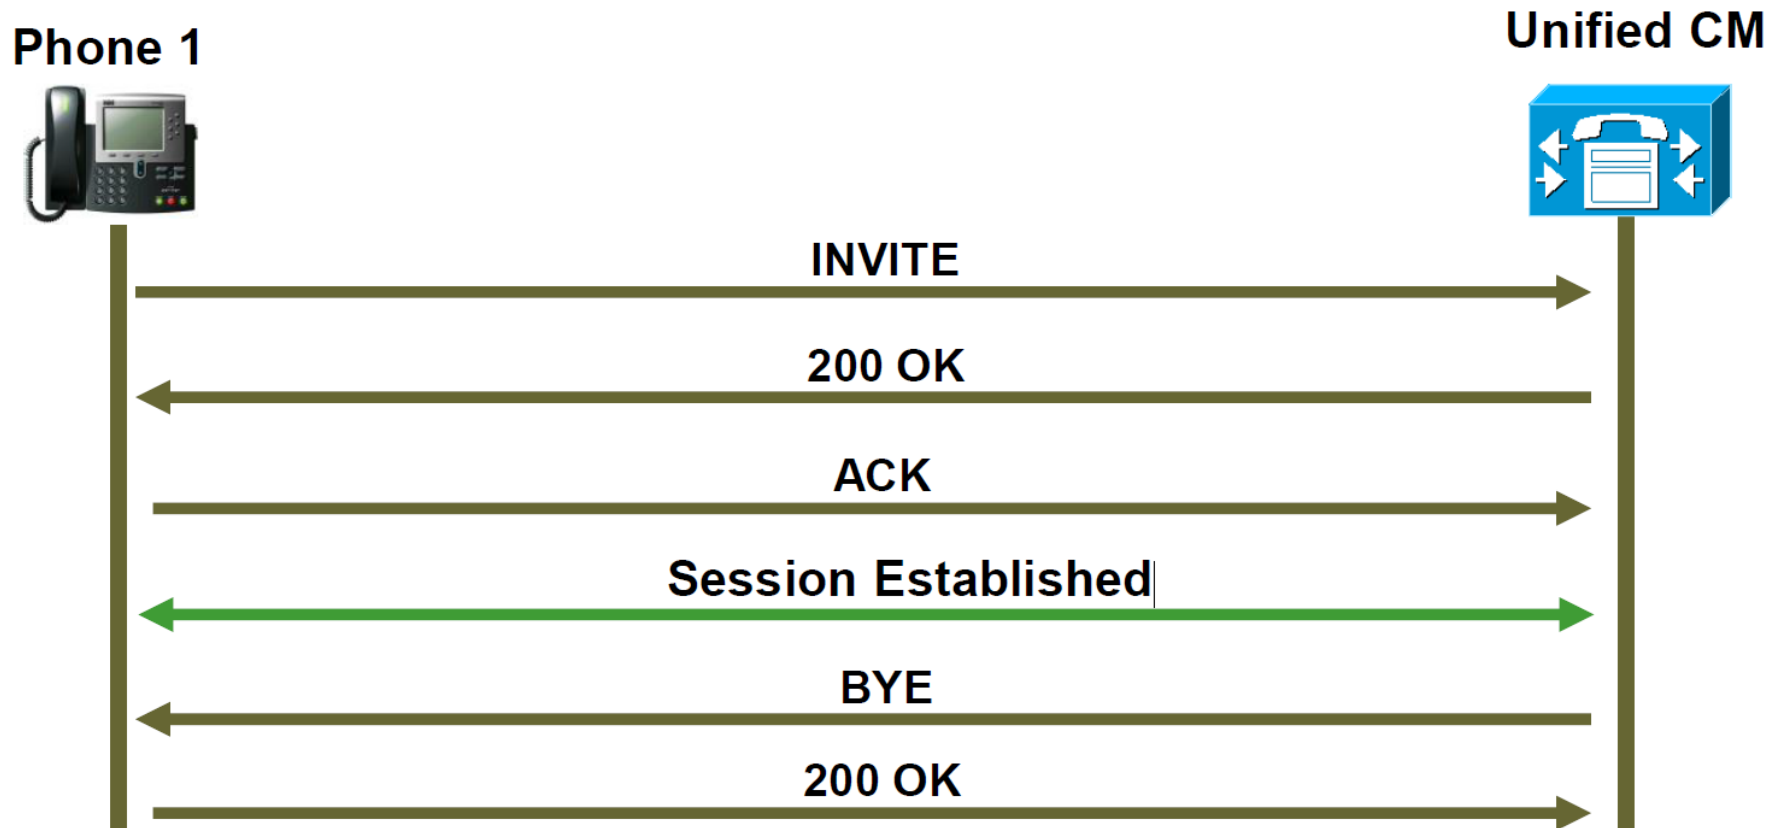 Phone 1
Unified CM
INVITE
200 OK
ACK
Session Established
BYE
200 OK